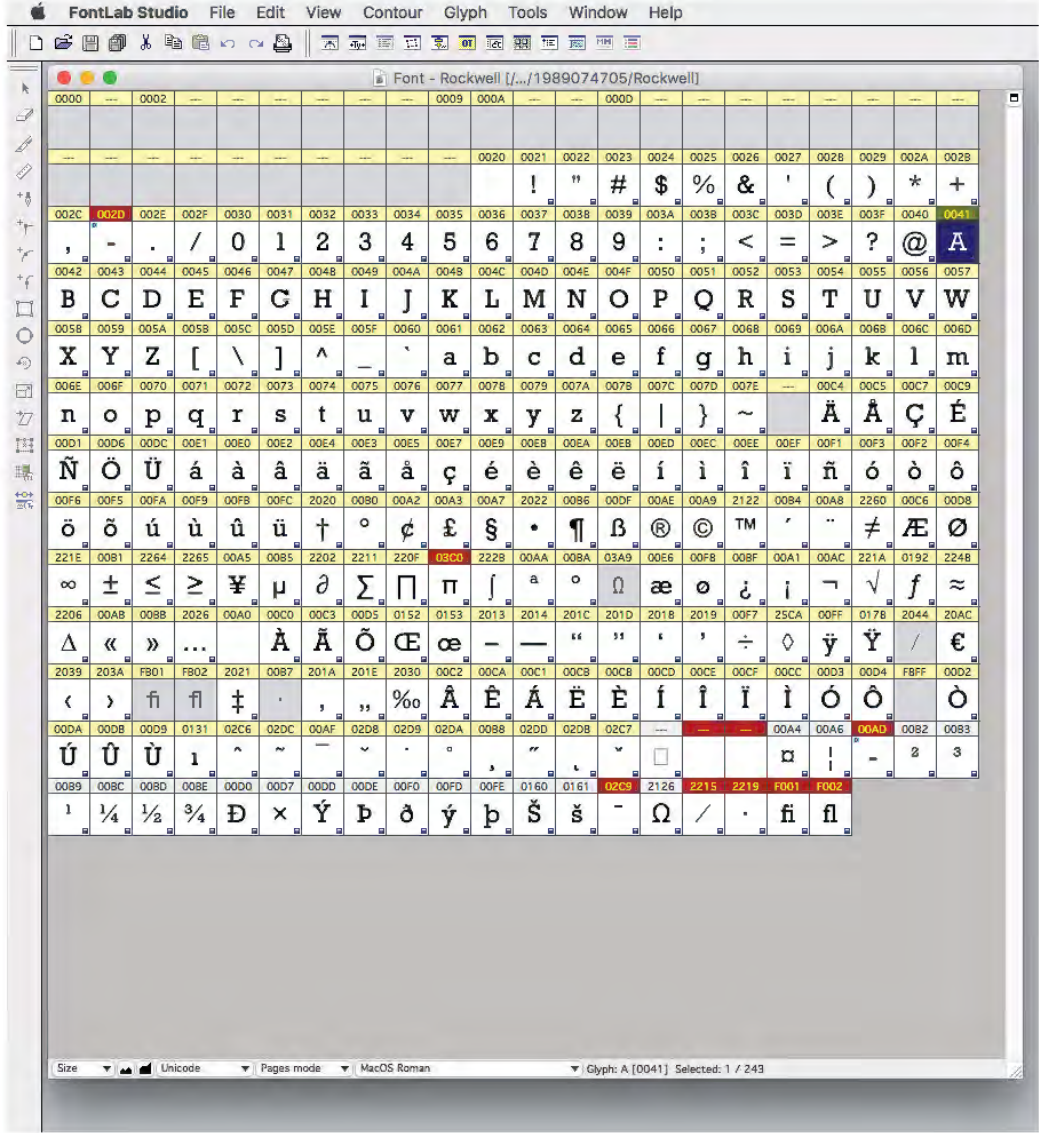 FontLab Studio File Edit View Contour Glyph Tools Window Help
Font - Rockwell [/.../1989074705/Rockwell]
0000 --- 0002 --- --- --- --- --- --- 0009 000A --- --- 000D --- --- --- --- --- --- --- ---
--- --- --- --- --- --- --- --- --- --- 0020 0021 0022 0023 0024 0025 0026 0027 0028 0029 002A 002B
! " # $ % & ' ( ) * +
002C 002D 002E 002F 0030 0031 0032 0033 0034 0035 0036 0037 0038 0039 003A 003B 003C 003D 003E 003F 0040 0041
, - . / 0 1 2 3 4 5 6 7 8 9 : ; < = > ? @ A
0042 0043 0044 0045 0046 0047 0048 0049 004A 004B 004C 004D 004E 004F 0050 0051 0052 0053 0054 0055 0056 0057
B C D E F G H I J K L M N O P Q R S T U V W
0058 0059 005A 005B 005C 005D 005E 005F 0060 0061 0062 0063 0064 0065 0066 0067 0068 0069 006A 006B 006C 006D
X Y Z [ \ ] ^ _ ` a b c d e f g h i j k l m
006E 006F 0070 0071 0072 0073 0074 0075 0076 0077 0078 0079 007A 007B 007C 007D 007E --- 00C4 00C5 00C7 00C9
n o p q r s t u v w x y z { | } ~ Ä Å Ç É
00D1 00D6 00DC 00E1 00E0 00E2 00E4 00E3 00E5 00E7 00E9 00E8 00EA 00EB 00ED 00EC 00EE 00EF 00F1 00F3 00F2 00F4
Ñ Ö Ü á à â ä ã å ç é è ê ë í ì î ï ñ ó ò ô
00F6 00F5 00FA 00F9 00FB 00FC 2020 00B0 00A2 00A3 00A7 2022 00B6 00DF 00AE 00A9 2122 00B4 00A8 2260 00C6 00D8
ö õ ú ù û ü † ° ¢ £ § • ¶ ß ® © ™ ´ ¨ ≠ Æ Ø
221E 00B1 2264 2265 00A5 00B5 2202 2211 220F 03C0 222B 00AA 00BA 03A9 00E6 00F8 00BF 00A1 00AC 221A 0192 2248
∞ ± ≤ ≥ ¥ µ ∂ ∑ ∏ π ∫ ª º Ω æ ø ¿ ¡ ¬ √ ƒ ≈
2206 00AB 00BB 2026 00A0 00C0 00C3 00D5 0152 0153 2013 2014 201C 201D 2018 2019 00F7 25CA 00FF 0178 2044 20AC
∆ « » … À Ã Õ Œ œ – — “ ” ‘ ’ ÷ ◊ ÿ Ÿ ⁄ €
2039 203A FB01 FB02 2021 00B7 201A 201E 2030 00C2 00CA 00C1 00CB 00C8 00CD 00CE 00CF 00CC 00D3 00D4 F8FF 00D2
‹ › ﬁ ﬂ ‡ · ‚ „ ‰ Â Ê Á Ë È Í Î Ï Ì Ó Ô Ò
00DA 00DB 00D9 0131 02C6 02DC 00AF 02D8 02D9 02DA 00B8 02DD 02DB 02C7 --- --- --- 00A4 00A6 00AD 00B2 00B3
Ú Û Ù ı ˆ ˜ ¯ ˘ ˙ ˚ ¸ ˝ ˛ ˇ □ ¤ ¦ - ² ³
00B9 00BC 00BD 00BE 00D0 00D7 00DD 00DE 00F0 00FD 00FE 0160 0161 02C9 2126 2215 2219 F001 F002
¹ ¼ ½ ¾ Ð × Ý Þ ð ý þ Š š ˉ Ω ∕ ∙ fi fl
Size Unicode Pages mode MacOS Roman Glyph: A [0041] Selected: 1 / 243